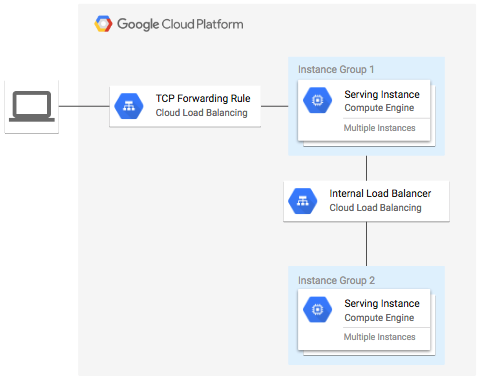 Google Cloud Platform
Instance Group 1
TCP Forwarding Rule
Cloud Load Balancing
Serving Instance
Compute Engine
Multiple Instances
Internal Load Balancer
Cloud Load Balancing
Instance Group 2
Serving Instance
Compute Engine
Multiple Instances